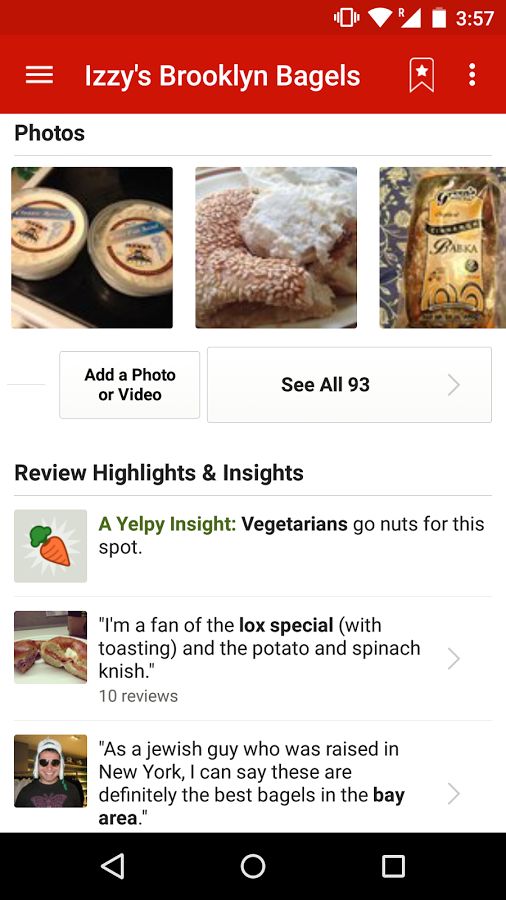 R
3:57
Izzy's Brooklyn Bagels
Photos
CINNAMON
BABKA
Add a Photo
or Video
See All 93
Review Highlights & Insights
A Yelpy Insight: Vegetarians go nuts for this
spot.
"I'm a fan of the lox special (with
toasting) and the potato and spinach
knish."
10 reviews
"As a jewish guy who was raised in
New York, I can say these are
definitely the best bagels in the bay
area."